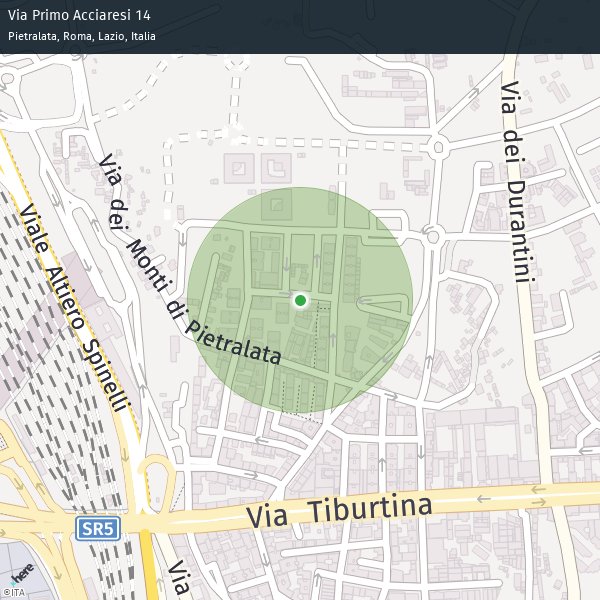 Via Primo Acciaresi 14
Pietralata, Roma, Lazio, Italia
Via dei Durantini
Via dei Monti di Pietralata
Viale Altiero Spinelli
Via Tiburtina
SR5
Via
here
©ITA